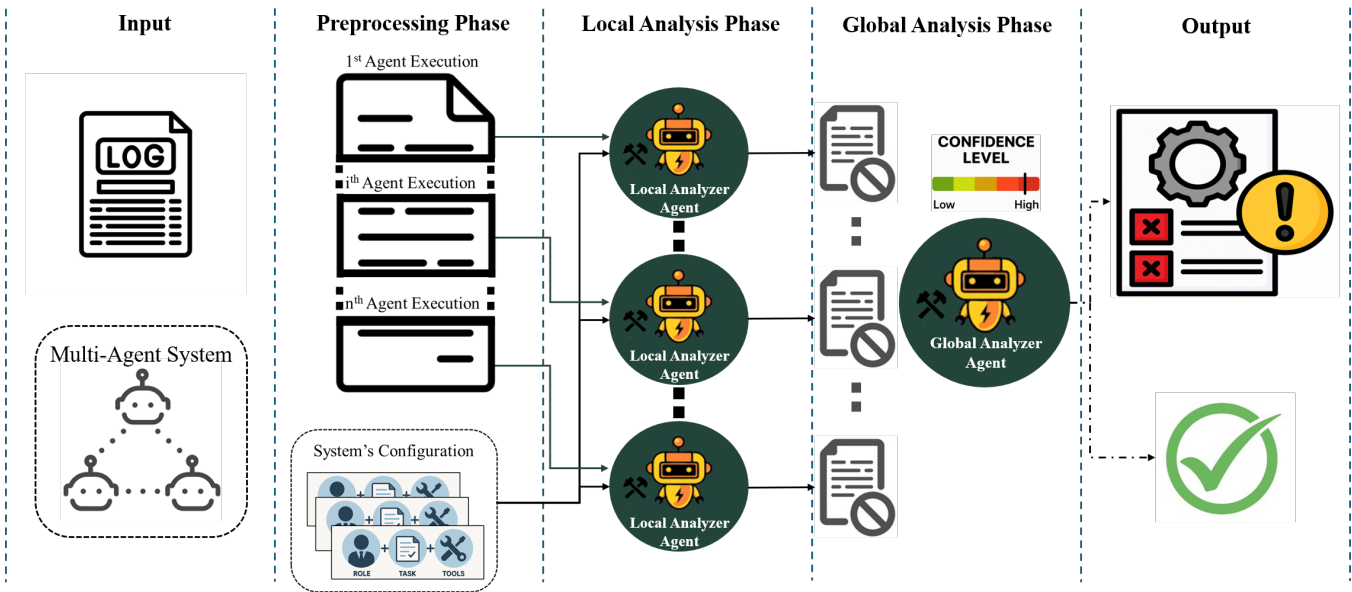 Input
Preprocessing Phase
Local Analysis Phase
Global Analysis Phase
Output
LOG
Multi-Agent System
1st Agent Execution
ith Agent Execution
nth Agent Execution
System's Configuration
ROLE
TASK
TOOLS
Local Analyzer
Agent
Local Analyzer
Agent
Local Analyzer
Agent
CONFIDENCE
LEVEL
Low
High
Global Analyzer
Agent